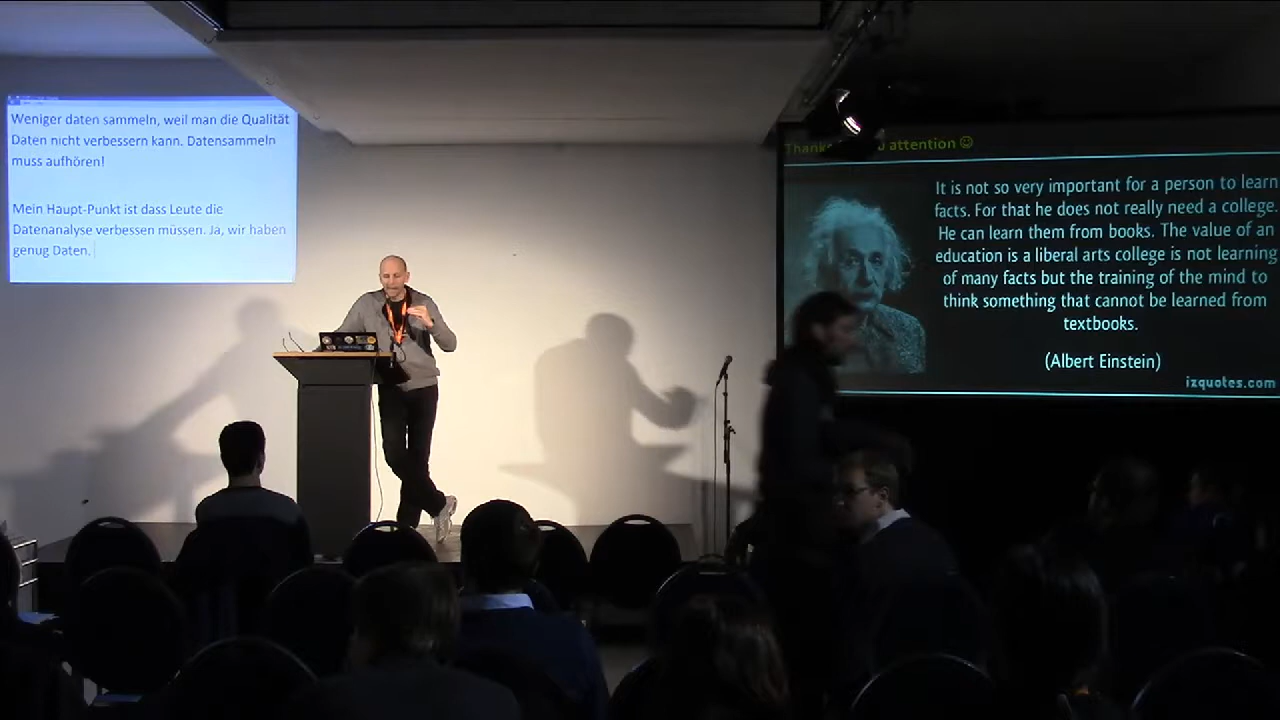 Weniger daten sammeln, weil man die Qualität
Daten nicht verbessern kann. Datensammeln
muss aufhören!
Mein Haupt-Punkt ist dass Leute die
Datenanalyse verbessen müssen. Ja, wir haben
genug Daten.
Thank attention ☺
It is not so very important for a person to learn
facts. For that he does not really need a college.
He can learn them from books. The value of an
education is a liberal arts college is not learning
of many facts but the training of the mind to
think something that cannot be learned from
textbooks.
(Albert Einstein)
izquotes.com